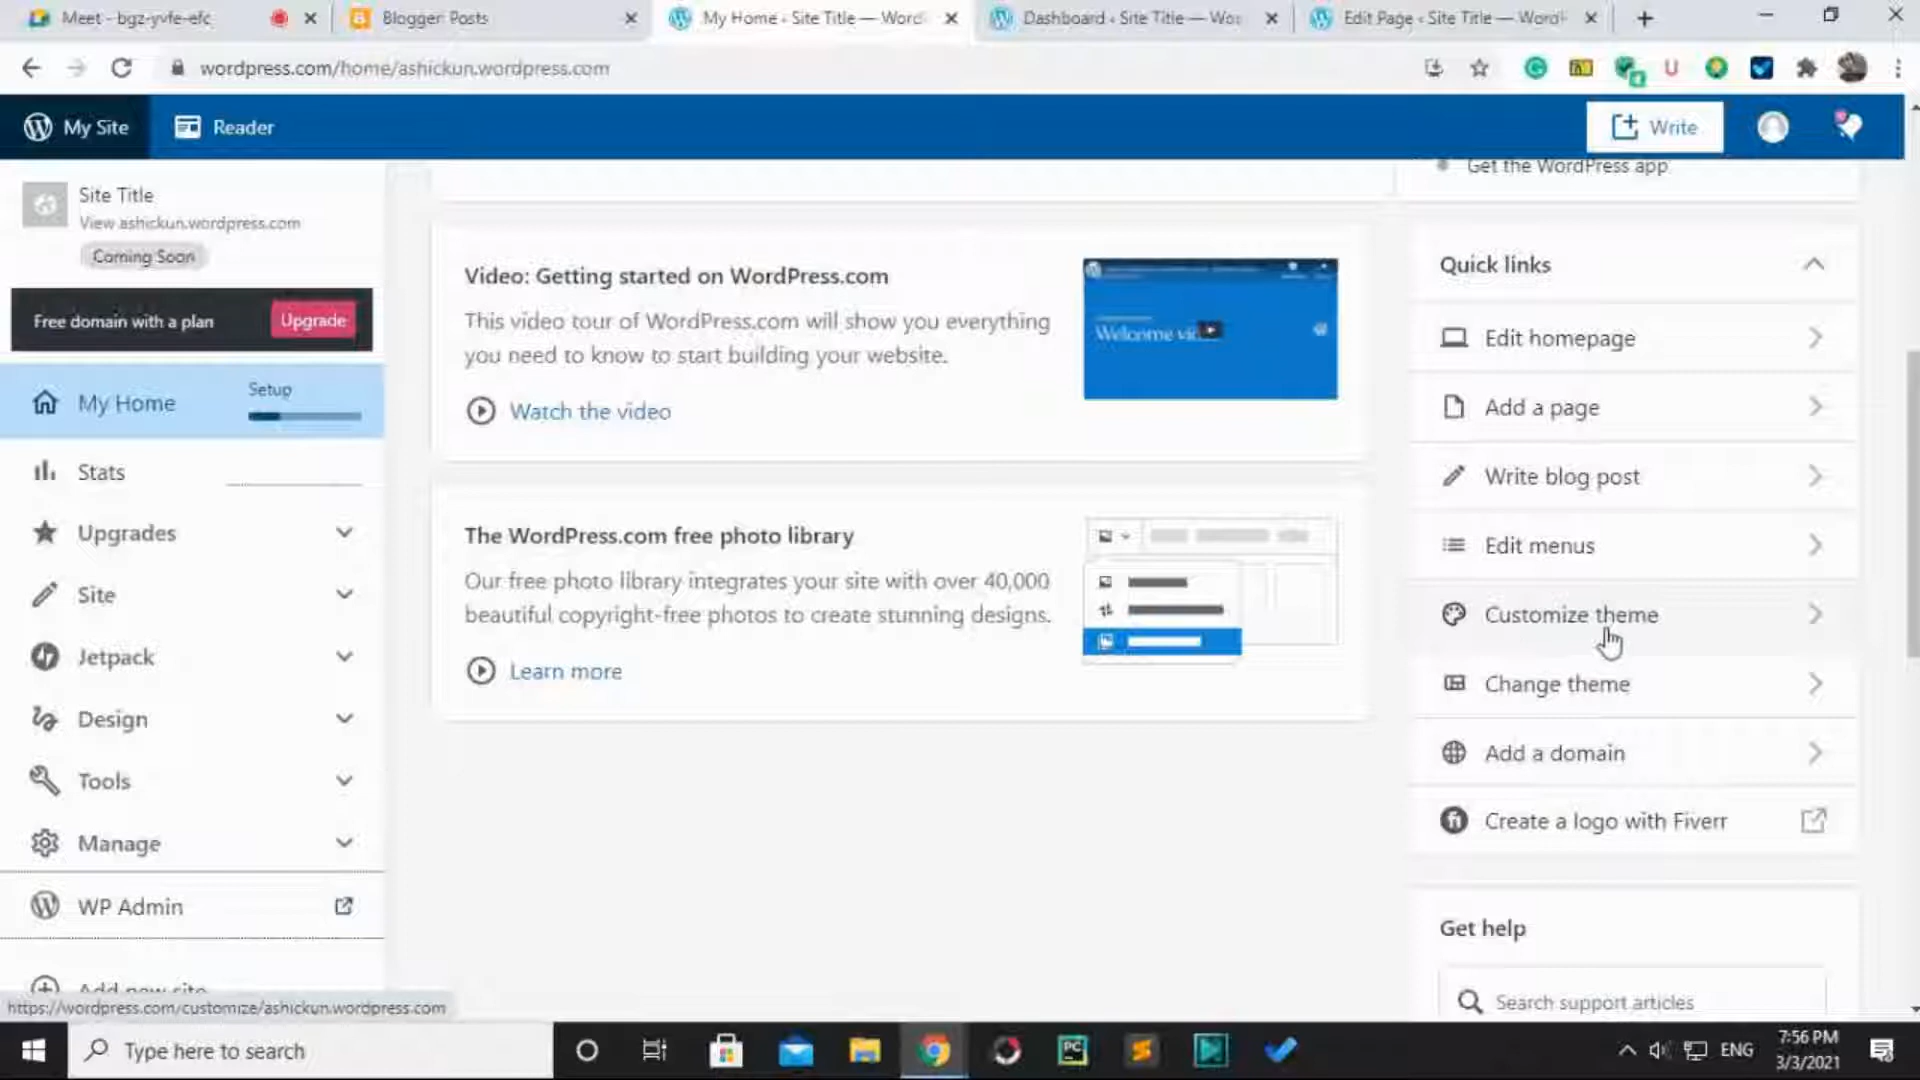 Meet - bgz-yvfe-efc
Blogger: Posts
My Home ‹ Site Title — Word
Dashboard ‹ Site Title — Wor
Edit Page ‹ Site Title — Word
wordpress.com/home/ashickun.wordpress.com
My Site
Reader
Write
Site Title
View ashickun.wordpress.com
Coming Soon
Free domain with a plan
Upgrade
My Home
Setup
Stats
Upgrades
Site
Jetpack
Design
Tools
Manage
WP Admin
Add new site
https://wordpress.com/customize/ashickun.wordpress.com
Video: Getting started on WordPress.com
This video tour of WordPress.com will show you everything
you need to know to start building your website.
Watch the video
Welcome
The WordPress.com free photo library
Our free photo library integrates your site with over 40,000
beautiful copyright-free photos to create stunning designs.
Learn more
Get the WordPress app
Quick links
Edit homepage
Add a page
Write blog post
Edit menus
Customize theme
Change theme
Add a domain
Create a logo with Fiverr
Get help
Search support articles
Type here to search
ENG
7:56 PM
3/3/2021